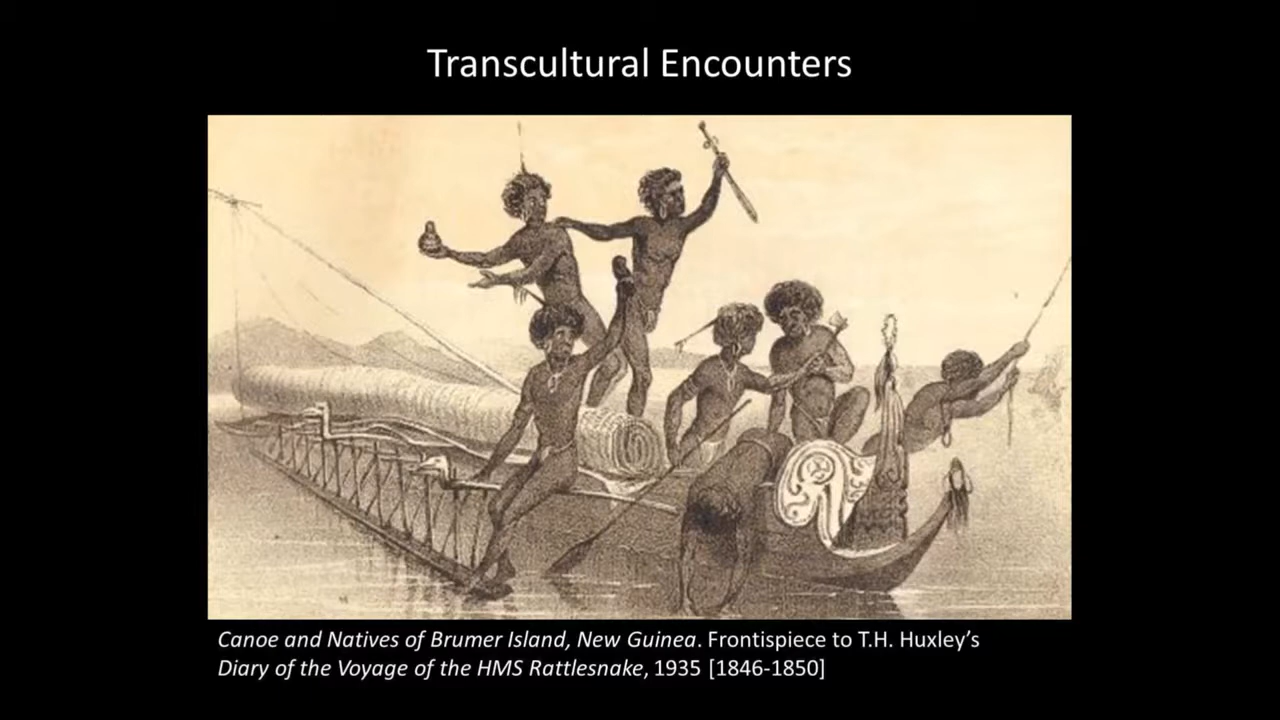 Transcultural Encounters
Canoe and Natives of Brumer Island, New Guinea. Frontispiece to T.H. Huxley’s
Diary of the Voyage of the HMS Rattlesnake, 1935 [1846-1850]